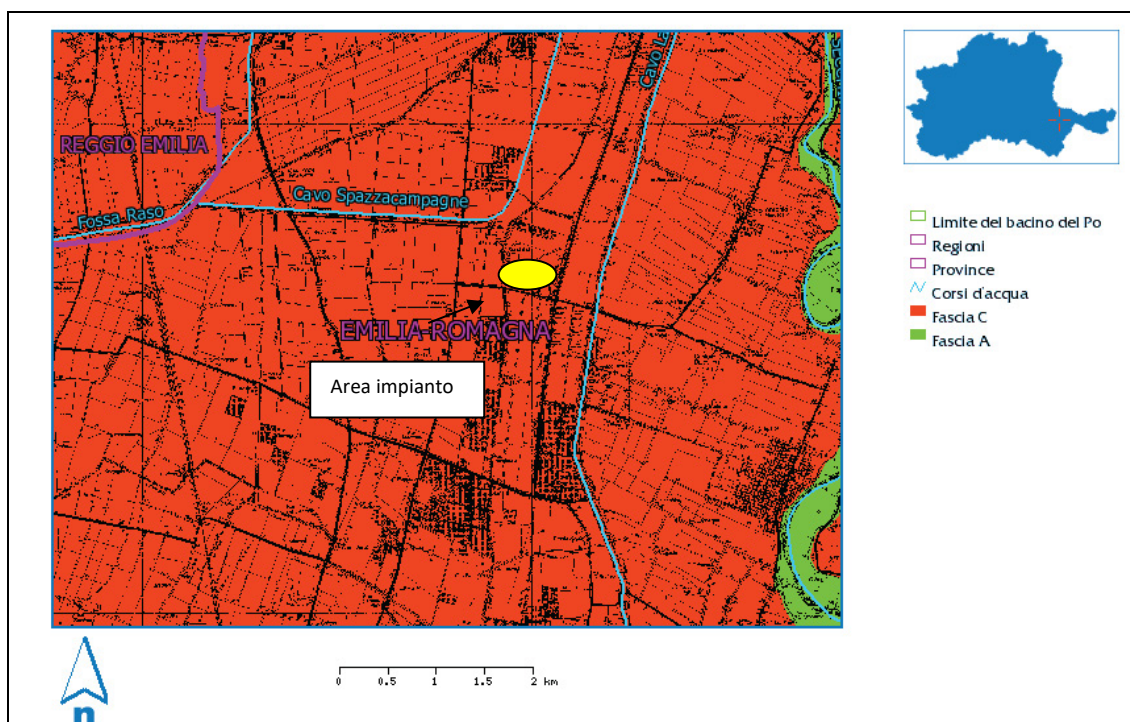 REGGIO EMILIA
Fossa Raso
Cavo Spazzacampagne
Cavo La
EMILIA-ROMAGNA
Area impianto
Limite del bacino del Po
Regioni
Province
Corsi d'acqua
Fascia C
Fascia A
0 0.5 1 1.5 2 km
n